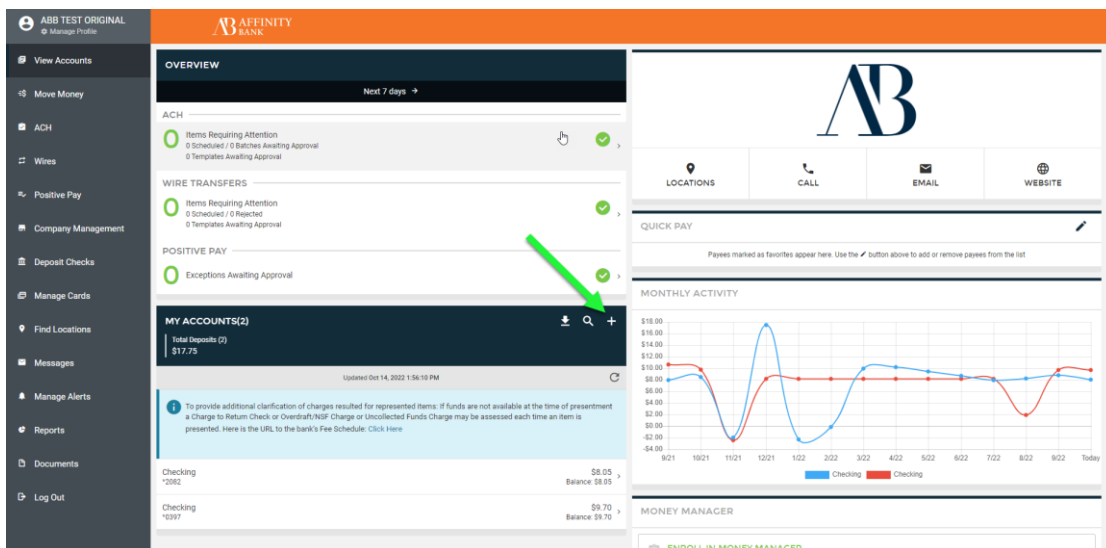 ABB TEST ORIGINAL
Manage Profile
AB AFFINITY
BANK
View Accounts
Move Money
ACH
Wires
Positive Pay
Company Management
Deposit Checks
Manage Cards
Find Locations
Messages
Manage Alerts
Reports
Documents
Log Out
OVERVIEW
Next 7 days
ACH
0 Items Requiring Attention
0 Scheduled / 0 Batches Awaiting Approval
0 Templates Awaiting Approval
WIRE TRANSFERS
0 Items Requiring Attention
0 Scheduled / 0 Rejected
0 Templates Awaiting Approval
POSITIVE PAY
0 Exceptions Awaiting Approval
MY ACCOUNTS(2)
Total Deposits (2)
$17.75
Updated Oct 14, 2022 1:56:10 PM
To provide additional clarification of charges resulted for represented items: If funds are not available at the time of presentment
a Charge to Return Check or Overdraft/NSF Charge or Uncollected Funds Charge may be assessed each time an item is
presented. Here is the URL to the bank's Fee Schedule: Click Here
Checking $8.05
*2082 Balance: $8.05
Checking $9.70
*0397 Balance: $9.70
AB
LOCATIONS CALL EMAIL WEBSITE
QUICK PAY
Payees marked as favorites appear here. Use the button above to add or remove payees from the list
MONTHLY ACTIVITY
$18.00
$16.00
$14.00
$12.00
$10.00
$8.00
$6.00
$4.00
$2.00
$0.00
-$2.00
-$4.00
9/21 10/21 11/21 12/21 1/22 2/22 3/22 4/22 5/22 6/22 7/22 8/22 9/22 Today
Checking Checking
MONEY MANAGER
ENROLL IN MONEY MANAGER